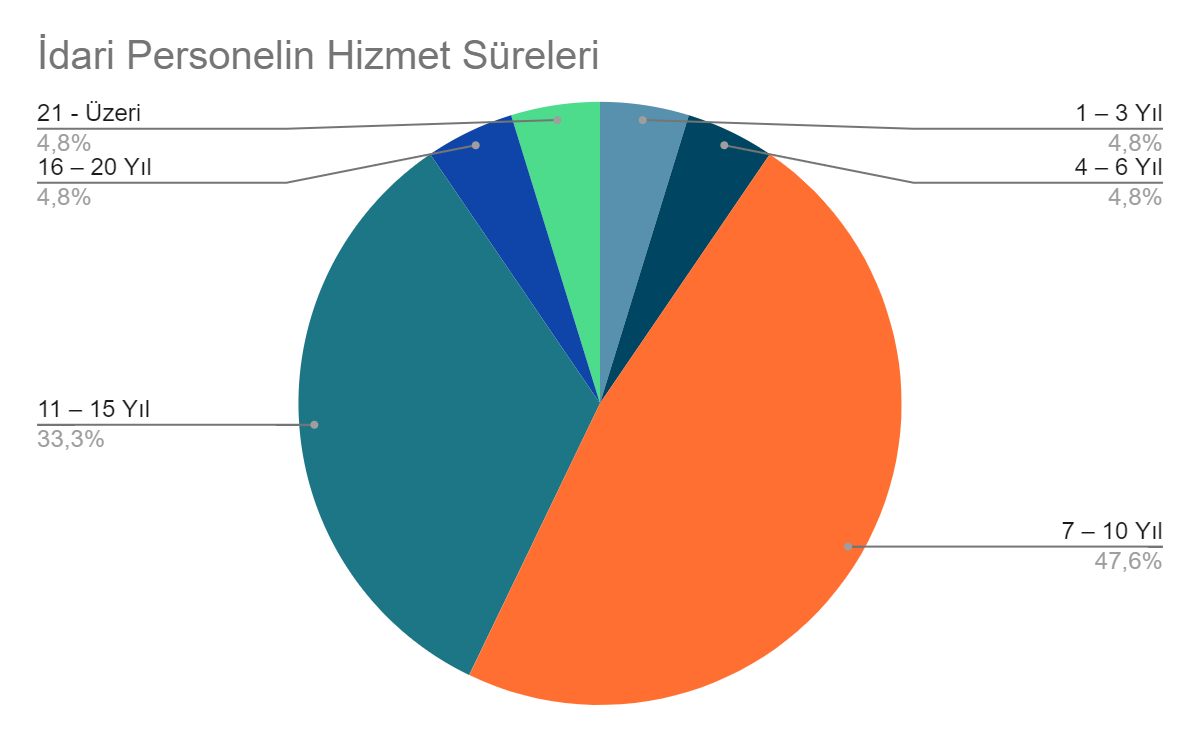 İdari Personelin Hizmet Süreleri
21 - Üzeri
4,8%
16 – 20 Yıl
4,8%
11 – 15 Yıl
33,3%
1 – 3 Yıl
4,8%
4 – 6 Yıl
4,8%
7 – 10 Yıl
47,6%